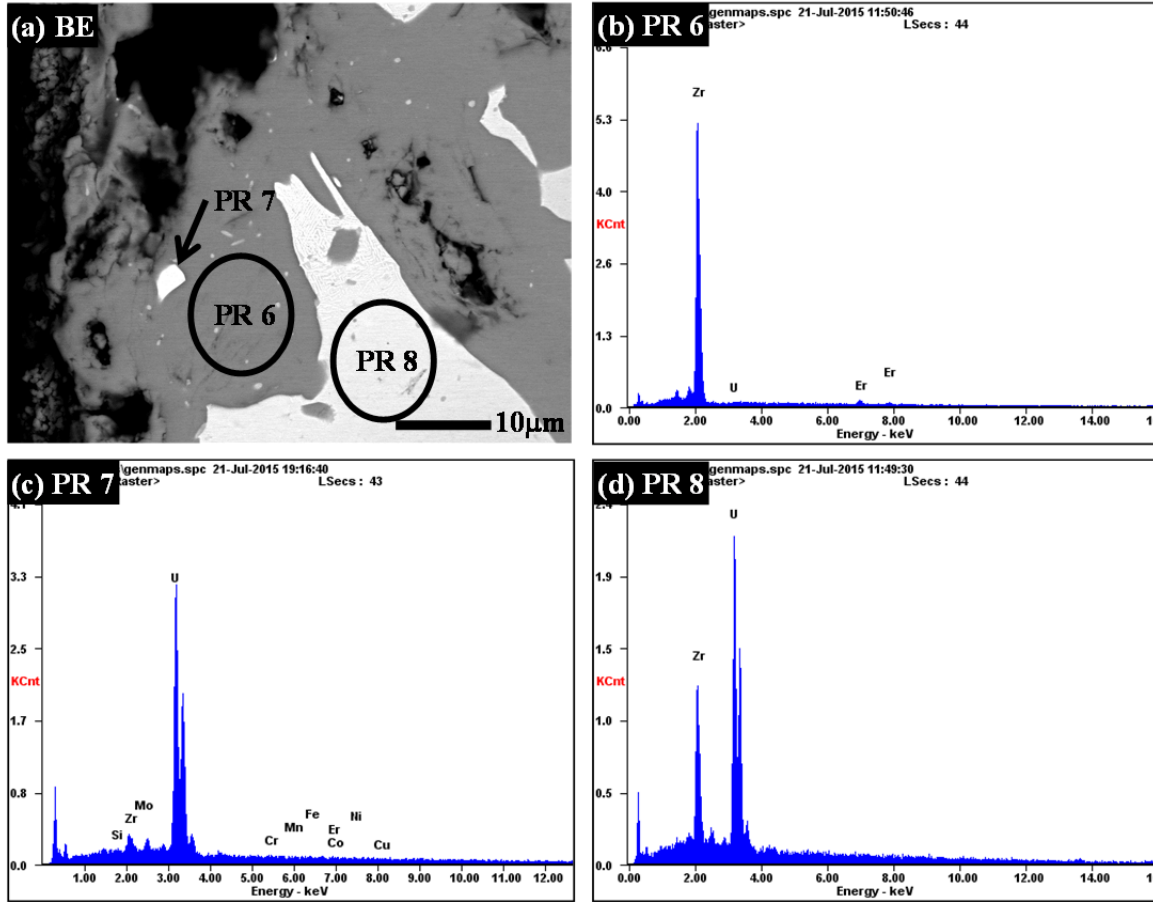 (a) BE
PR 7
PR 6
PR 8
10μm
(b) PR 6
genmaps.spc 21-Jul-2015 11:50:46
aster>
LSecs : 44
6.6
5.3
4.0
KCnt
2.6
1.3
0.0
Zr
U
Er
Er
0.00 2.00 4.00 6.00 8.00 10.00 12.00 14.00
Energy - keV
(c) PR 7
\genmaps.spc 21-Jul-2015 19:16:40
Raster>
LSecs : 43
4.1
3.3
2.5
KCnt
1.7
0.8
0.0
U
Si
Zr
Mo
Cr
Mn
Fe
Er
Co
Ni
Cu
1.00 2.00 3.00 4.00 5.00 6.00 7.00 8.00 9.00 10.00 11.00 12.00
Energy - keV
(d) PR 8
genmaps.spc 21-Jul-2015 11:49:30
aster>
LSecs : 44
2.4
1.9
1.5
KCnt
1.0
0.5
0.0
U
Zr
0.00 2.00 4.00 6.00 8.00 10.00 12.00 14.00
Energy - keV